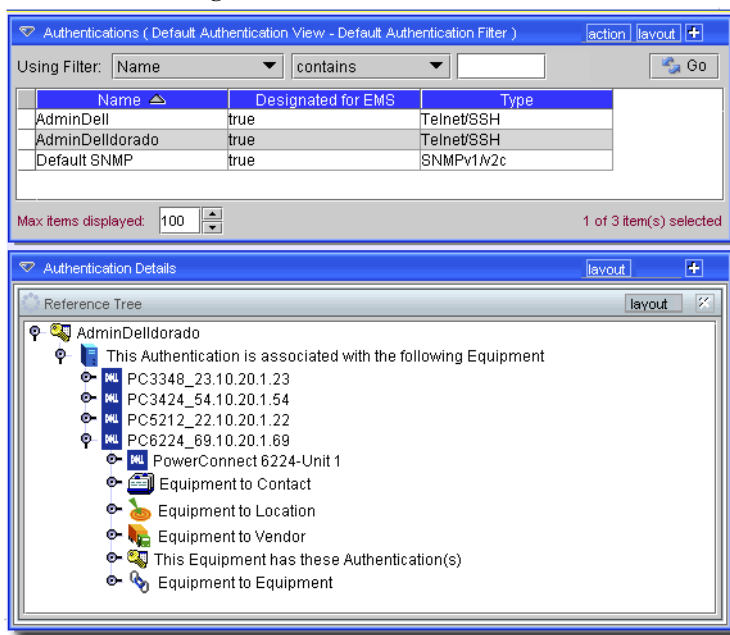 Authentications ( Default Authentication View - Default Authentication Filter ) action layout
Using Filter: Name contains Go
Name Designated for EMS Type
AdminDell true Telnet/SSH
AdminDelldorado true Telnet/SSH
Default SNMP true SNMPv1/v2c
Max items displayed: 100 1 of 3 item(s) selected
Authentication Details layout
Reference Tree layout
AdminDelldorado
This Authentication is associated with the following Equipment
DELL PC3348_23.10.20.1.23
DELL PC3424_54.10.20.1.54
DELL PC5212_22.10.20.1.22
DELL PC6224_69.10.20.1.69
DELL PowerConnect 6224-Unit 1
Equipment to Contact
Equipment to Location
Equipment to Vendor
This Equipment has these Authentication(s)
Equipment to Equipment